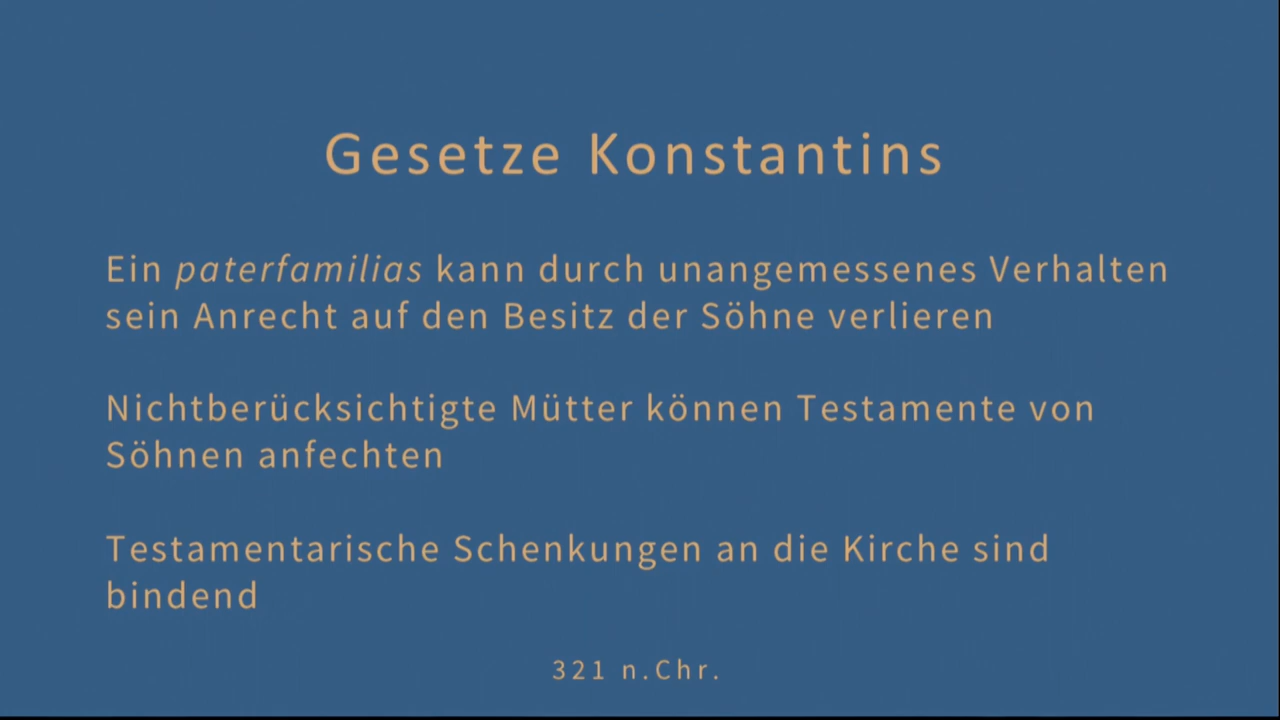 Gesetze Konstantins
Ein paterfamilias kann durch unangemessenes Verhalten
sein Anrecht auf den Besitz der Söhne verlieren
Nichtberücksichtigte Mütter können Testamente von
Söhnen anfechten
Testamentarische Schenkungen an die Kirche sind
bindend
321 n.Chr.